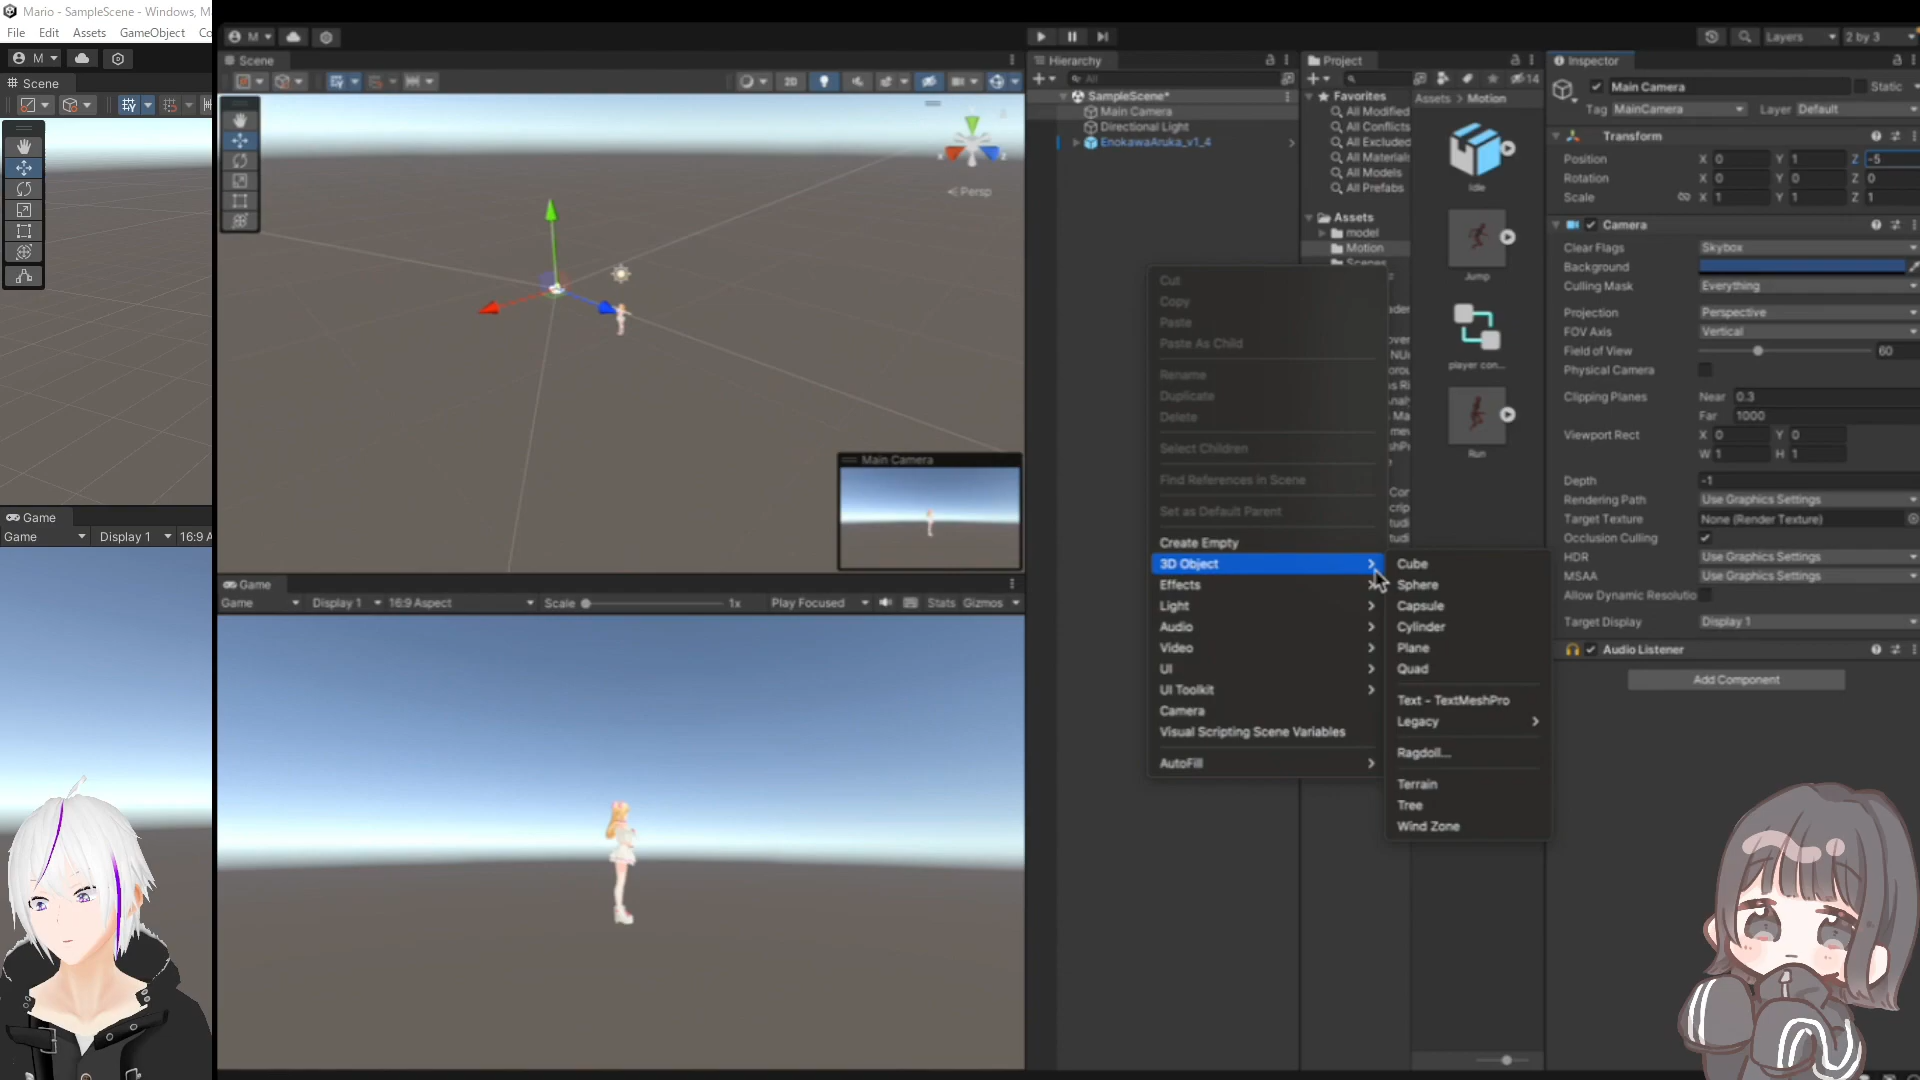 Mario - SampleScene - Windows, M
File Edit Assets GameObject Co
M
Scene
Game
Game Display 1 16:9 A
M
Layers 2 by 3
Scene
2D
Persp
Main Camera
Game
Game Display 1 16:9 Aspect Scale 1x Play Focused Stats Gizmos
Hierarchy
All
SampleScene*
Main Camera
Directional Light
EnokawaAruka_v1_4
Cut
Copy
Paste
Paste As Child
Rename
Duplicate
Delete
Select Children
Find References in Scene
Set as Default Parent
Create Empty
3D Object
Effects
Light
Audio
Video
UI
UI Toolkit
Camera
Visual Scripting Scene Variables
AutoFill
Cube
Sphere
Capsule
Cylinder
Plane
Quad
Text - TextMeshPro
Legacy
Ragdoll...
Terrain
Tree
Wind Zone
Project
14
Favorites
All Modified
All Conflicts
All Excluded
All Materials
All Models
All Prefabs
Assets
model
Motion
Scenes
Assets > Motion
Idle
Jump
player con...
Run
Inspector
Main Camera Static
Tag MainCamera Layer Default
Transform
Position X 0 Y 1 Z -5
Rotation X 0 Y 0 Z 0
Scale X 1 Y 1 Z 1
Camera
Clear Flags Skybox
Background
Culling Mask Everything
Projection Perspective
FOV Axis Vertical
Field of View 60
Physical Camera
Clipping Planes Near 0.3
Far 1000
Viewport Rect X 0 Y 0
W 1 H 1
Depth -1
Rendering Path Use Graphics Settings
Target Texture None (Render Texture)
Occlusion Culling
HDR Use Graphics Settings
MSAA Use Graphics Settings
Allow Dynamic Resolutio
Target Display Display 1
Audio Listener
Add Component